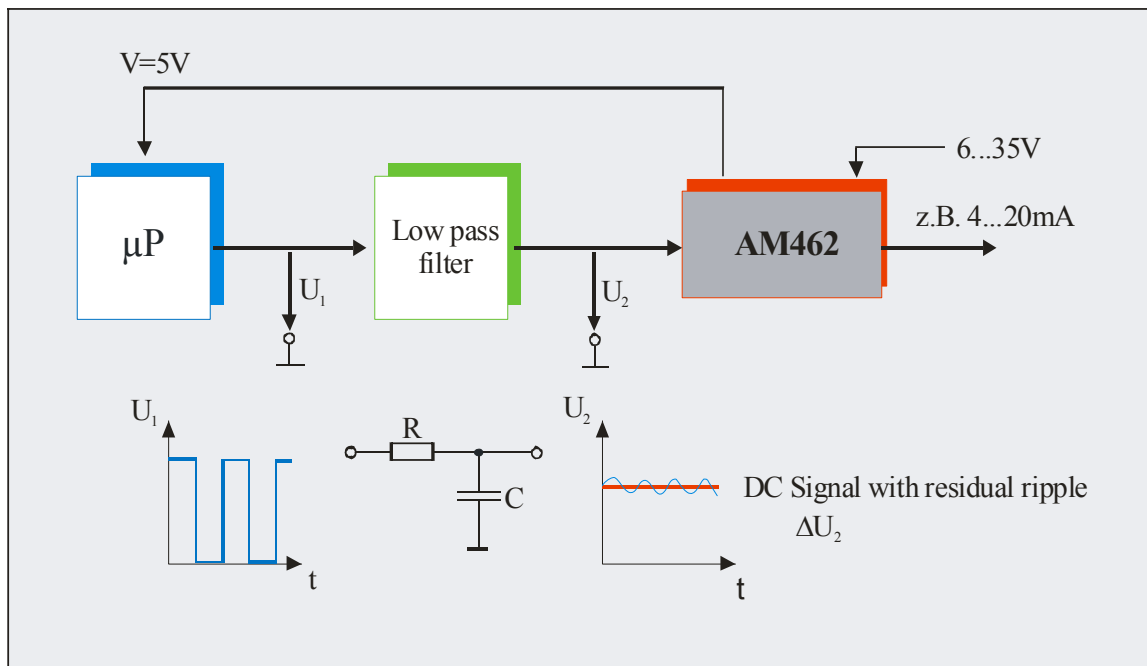 V=5V
6...35V
μP
Low pass
filter
AM462
z.B. 4...20mA
U₁
U₂
U₁
R
C
t
U₂
DC Signal with residual ripple
ΔU₂
t